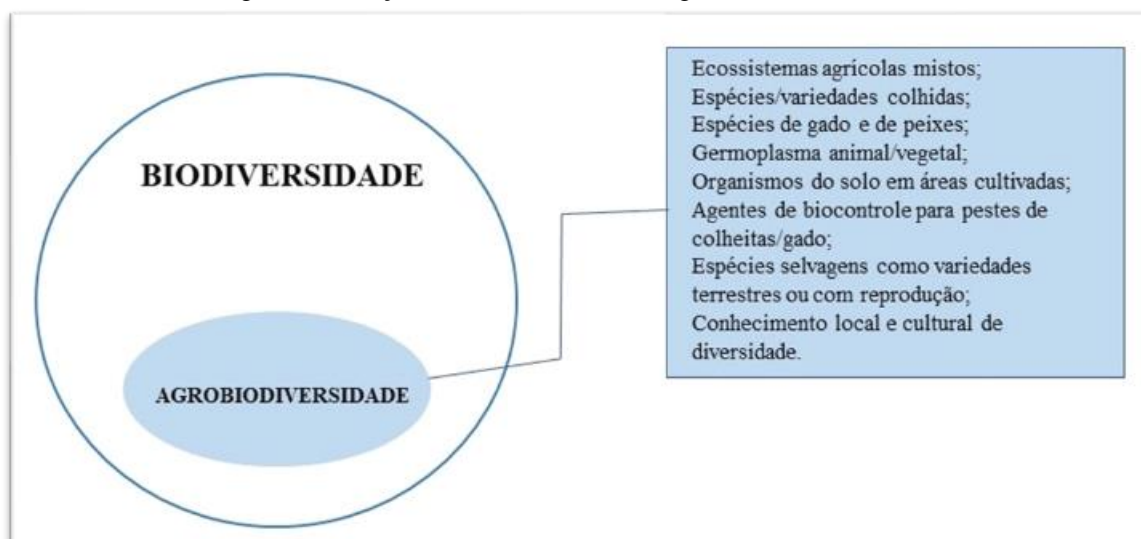 BIODIVERSIDADE
AGROBIODIVERSIDADE
Ecossistemas agrícolas mistos;
Espécies/variedades colhidas;
Espécies de gado e de peixes;
Germoplasma animal/vegetal;
Organismos do solo em áreas cultivadas;
Agentes de biocontrole para pestes de
colheitas/gado;
Espécies selvagens como variedades
terrestres ou com reprodução;
Conhecimento local e cultural de
diversidade.